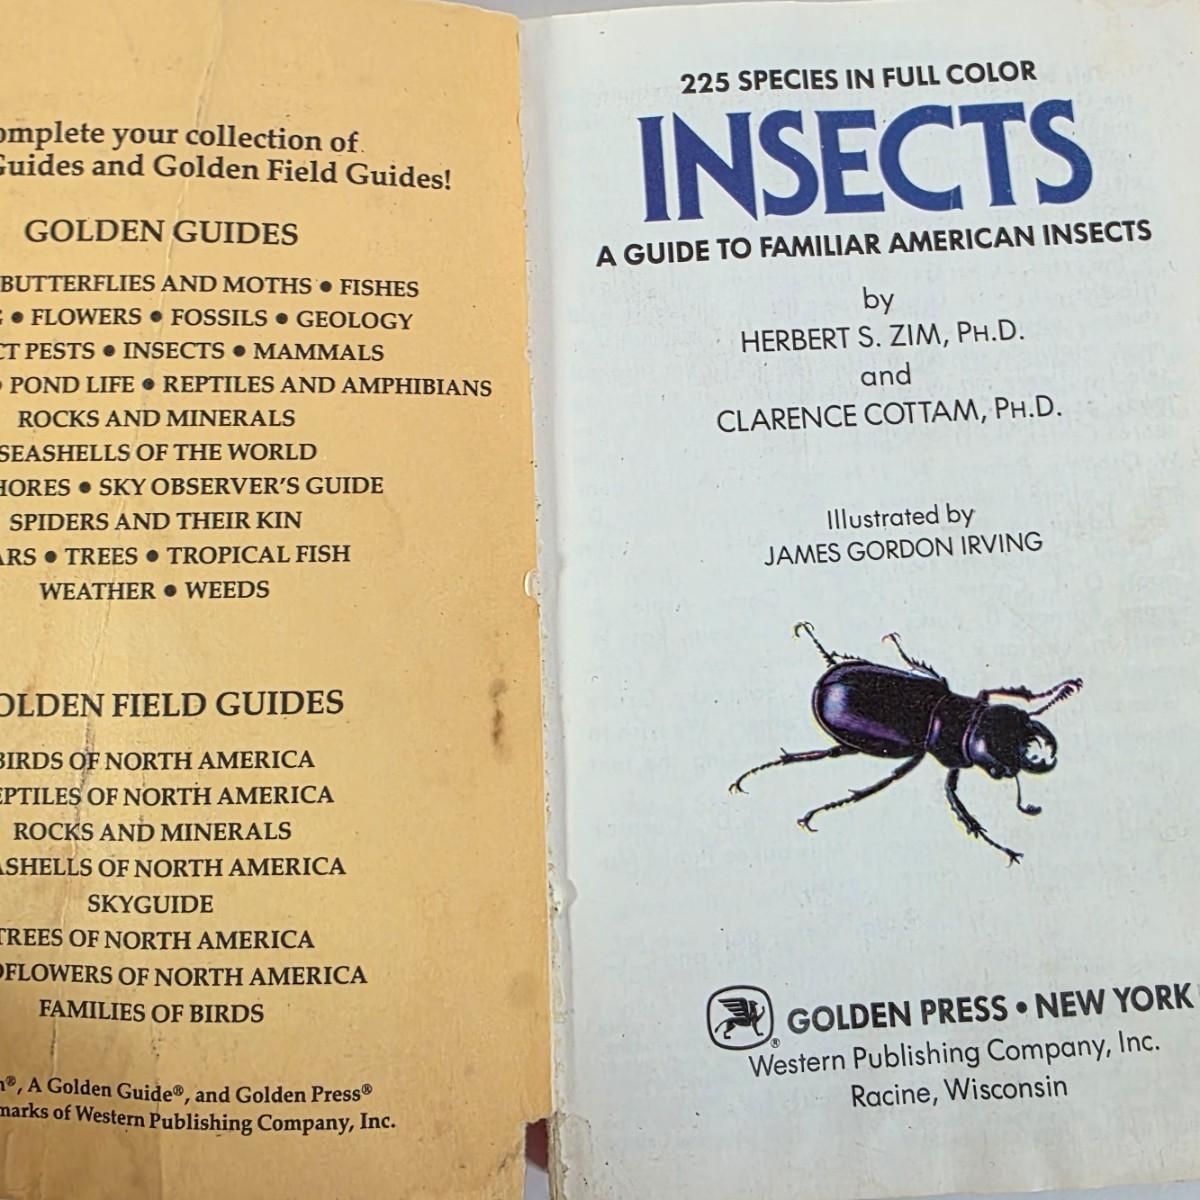 omplete your collection of
Guides and Golden Field Guides!
GOLDEN GUIDES
BUTTERFLIES AND MOTHS • FISHES
• FLOWERS • FOSSILS • GEOLOGY
CT PESTS • INSECTS • MAMMALS
• POND LIFE • REPTILES AND AMPHIBIANS
ROCKS AND MINERALS
SEASHELLS OF THE WORLD
HORES • SKY OBSERVER'S GUIDE
SPIDERS AND THEIR KIN
ARS • TREES • TROPICAL FISH
WEATHER • WEEDS
OLDEN FIELD GUIDES
BIRDS OF NORTH AMERICA
EPTILES OF NORTH AMERICA
ROCKS AND MINERALS
ASHELLS OF NORTH AMERICA
SKYGUIDE
TREES OF NORTH AMERICA
DFLOWERS OF NORTH AMERICA
FAMILIES OF BIRDS
n®, A Golden Guide®, and Golden Press®
marks of Western Publishing Company, Inc.
225 SPECIES IN FULL COLOR
INSECTS
A GUIDE TO FAMILIAR AMERICAN INSECTS
by
HERBERT S. ZIM, PH.D.
and
CLARENCE COTTAM, PH.D.
Illustrated by
JAMES GORDON IRVING
® GOLDEN PRESS • NEW YORK
Western Publishing Company, Inc.
Racine, Wisconsin